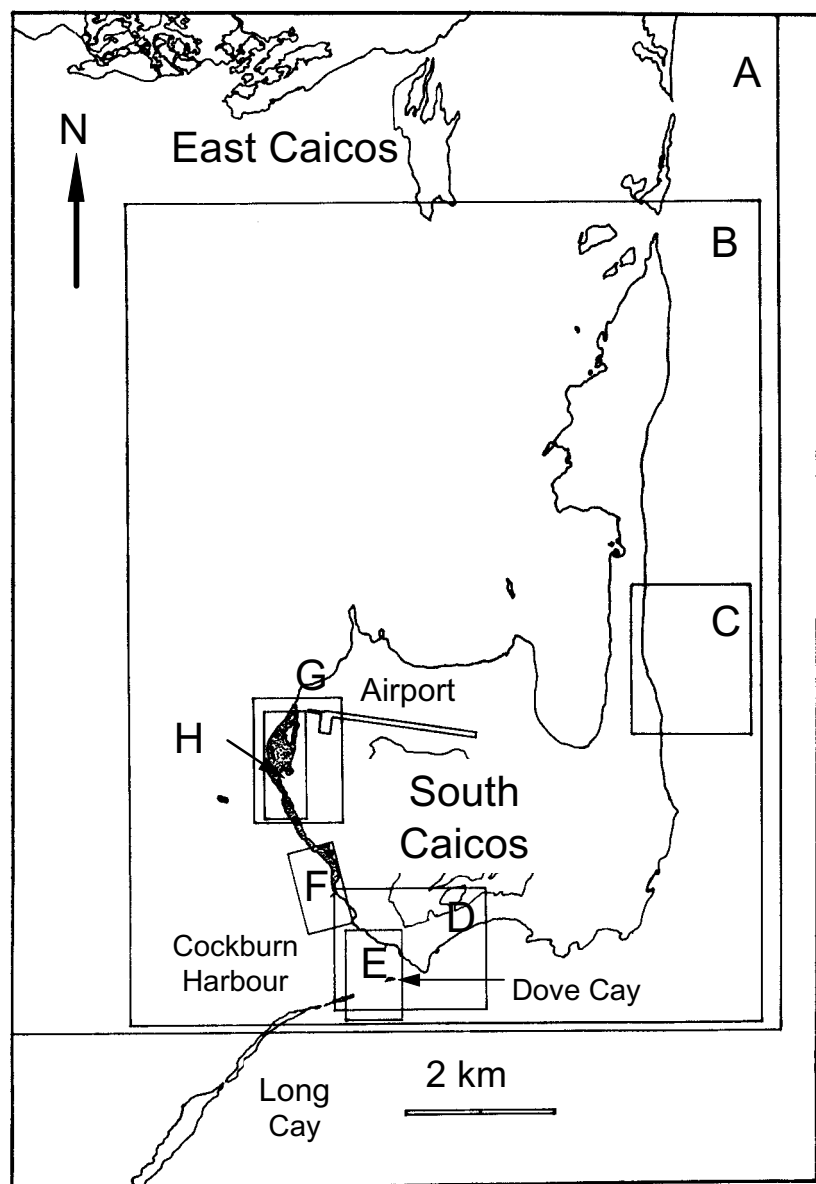 A
N
East Caicos
B
C
G
Airport
H
South
Caicos
F
D
E
Cockburn
Harbour
Dove Cay
2 km
Long
Cay